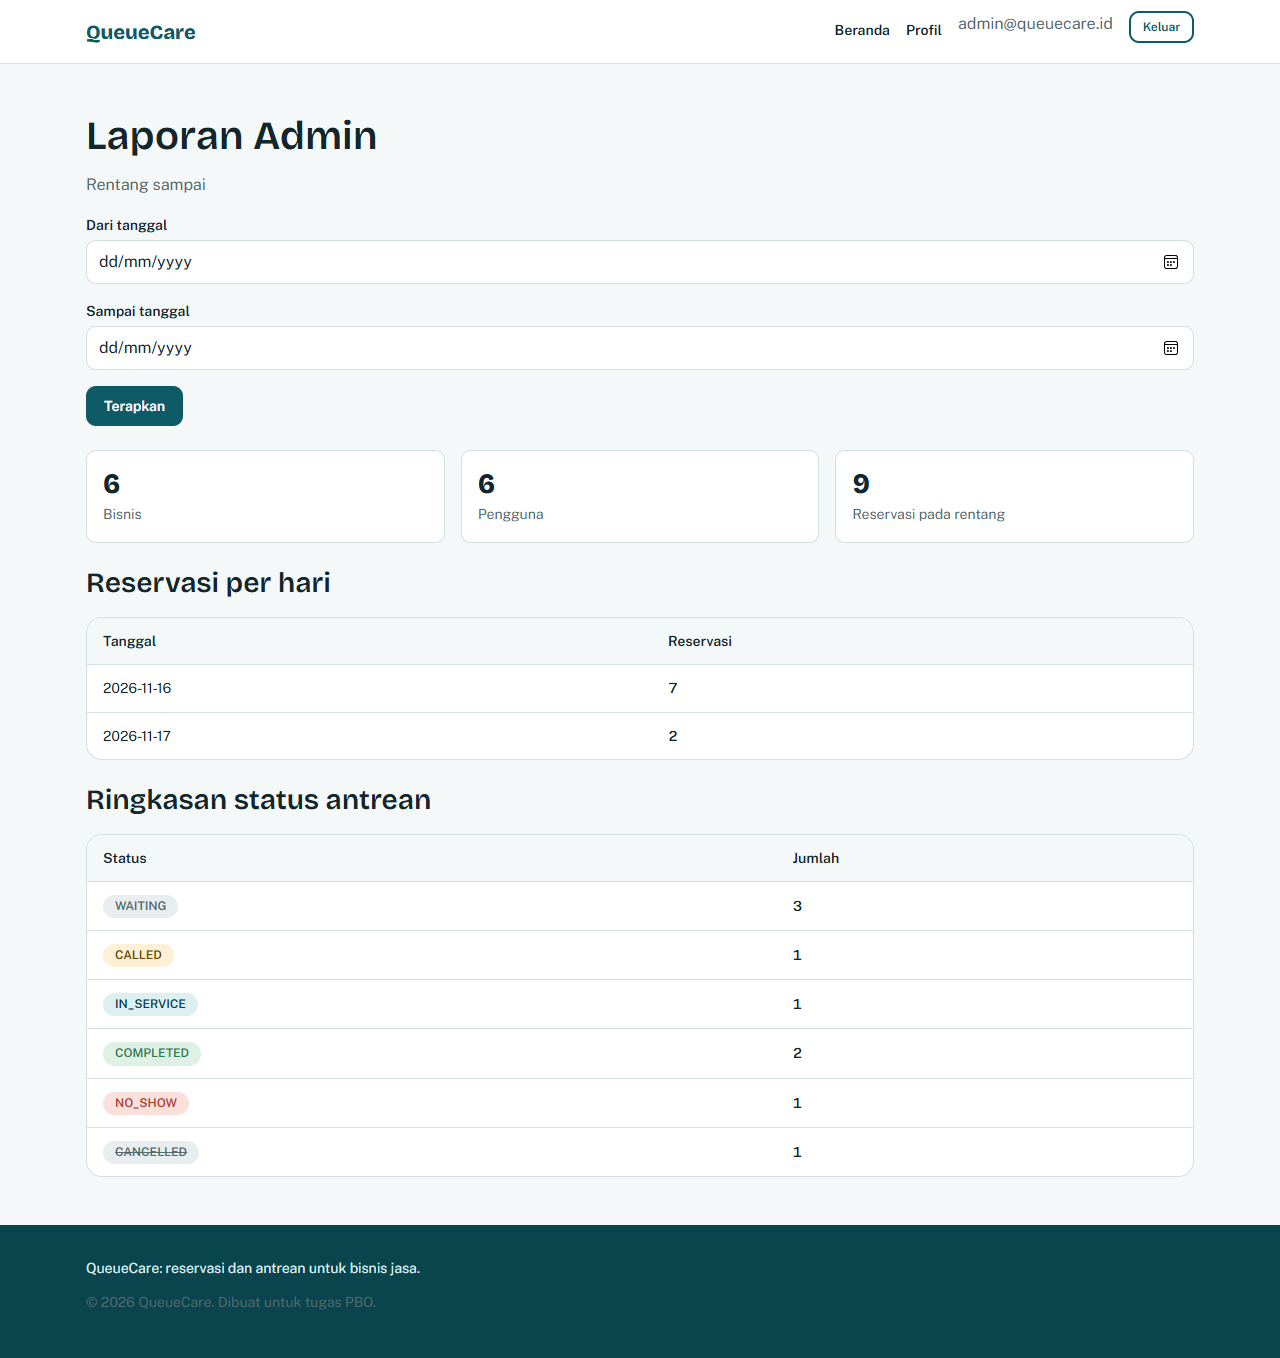 QueueCare
Beranda Profil admin@queuecare.id Keluar
Laporan Admin
Rentang sampai
Dari tanggal
dd/mm/yyyy
Sampai tanggal
dd/mm/yyyy
Terapkan
6
Bisnis
6
Pengguna
9
Reservasi pada rentang
Reservasi per hari
Tanggal Reservasi
2026-11-16 7
2026-11-17 2
Ringkasan status antrean
Status Jumlah
WAITING 3
CALLED 1
IN_SERVICE 1
COMPLETED 2
NO_SHOW 1
CANCELLED 1
QueueCare: reservasi dan antrean untuk bisnis jasa.
© 2026 QueueCare. Dibuat untuk tugas PBO.